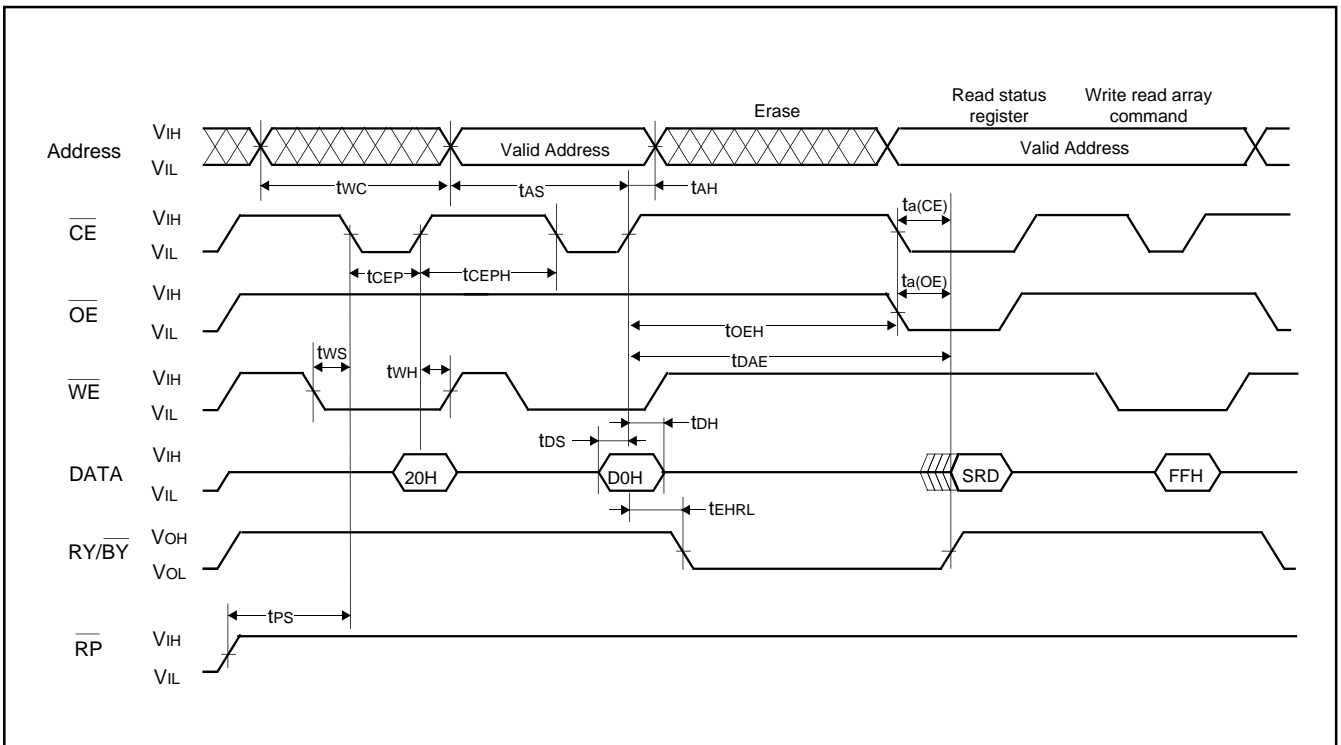 Erase
Read status register
Write read array command
Address
VIH
VIL
Valid Address
Valid Address
tWC
tAS
tAH
CE
VIH
VIL
ta(CE)
tCEP
tCEPH
OE
VIH
VIL
ta(OE)
tOEH
tDAE
WE
VIH
VIL
tWS
tWH
tDS
tDH
DATA
VIH
VIL
20H
D0H
SRD
FFH
tEHRL
RY/BY
VOH
VOL
tPS
RP
VIH
VIL